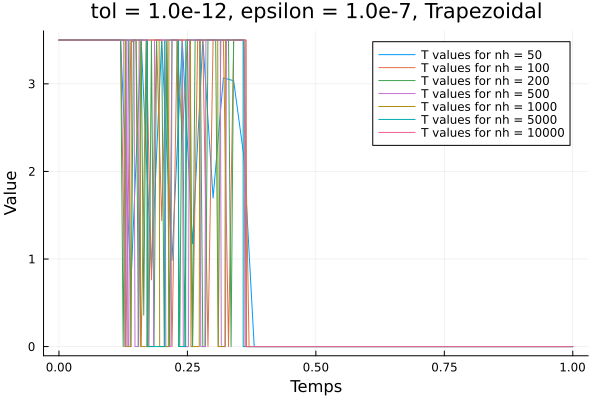 tol = 1.0e-12, epsilon = 1.0e-7, Trapezoidal
T values for nh = 50
T values for nh = 100
T values for nh = 200
T values for nh = 500
T values for nh = 1000
T values for nh = 5000
T values for nh = 10000
Value
3
2
1
0
0.00 0.25 0.50 0.75 1.00
Temps